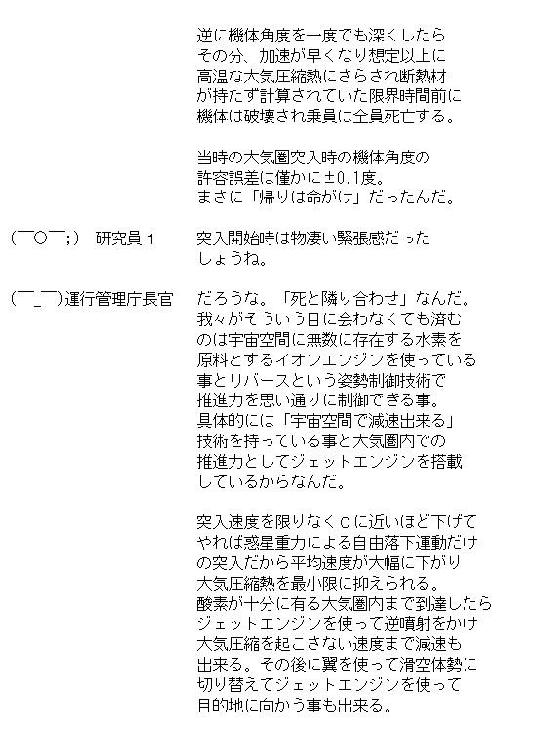 逆に機体角度を一度でも深くしたら
その分、加速が早くなり想定以上に
高温な大気圧縮熱にさらされ断熱材
が持たず計算されていた限界時間前に
機体は破壊され乗員に全員死亡する。
当時の大気圏突入時の機体角度の
許容誤差に僅かに±0.1度。
まさに「帰りは命がけ」だったんだ。
(￣○￣;) 研究員1 突入開始時は物凄い緊張感だった
しょうね。
(￣_￣)運行管理庁長官 だろうな。「死と隣り合わせ」なんだ。
我々がそういう目に会わなくても済む
のは宇宙空間に無数に存在する水素を
原料とするイオンエンジンを使っている
事とリバースという姿勢制御技術で
推進力を思い通りに制御できる事。
具体的には「宇宙空間で減速出来る」
技術を持っている事と大気圏内での
推進力としてジェットエンジンを搭載
しているからなんだ。
突入速度を限りなくCに近いほど下げて
やれば惑星重力による自由落下運動だけ
の突入だから平均速度が大幅に下がり
大気圧縮熱を最小限に抑えられる。
酸素が十分に有る大気圏内まで到達したら
ジェットエンジンを使って逆噴射をかけ
大気圧縮を起こさない速度まで減速も
出来る。その後に翼を使って滑空体勢に
切り替えてジェットエンジンを使って
目的地に向かう事も出来る。